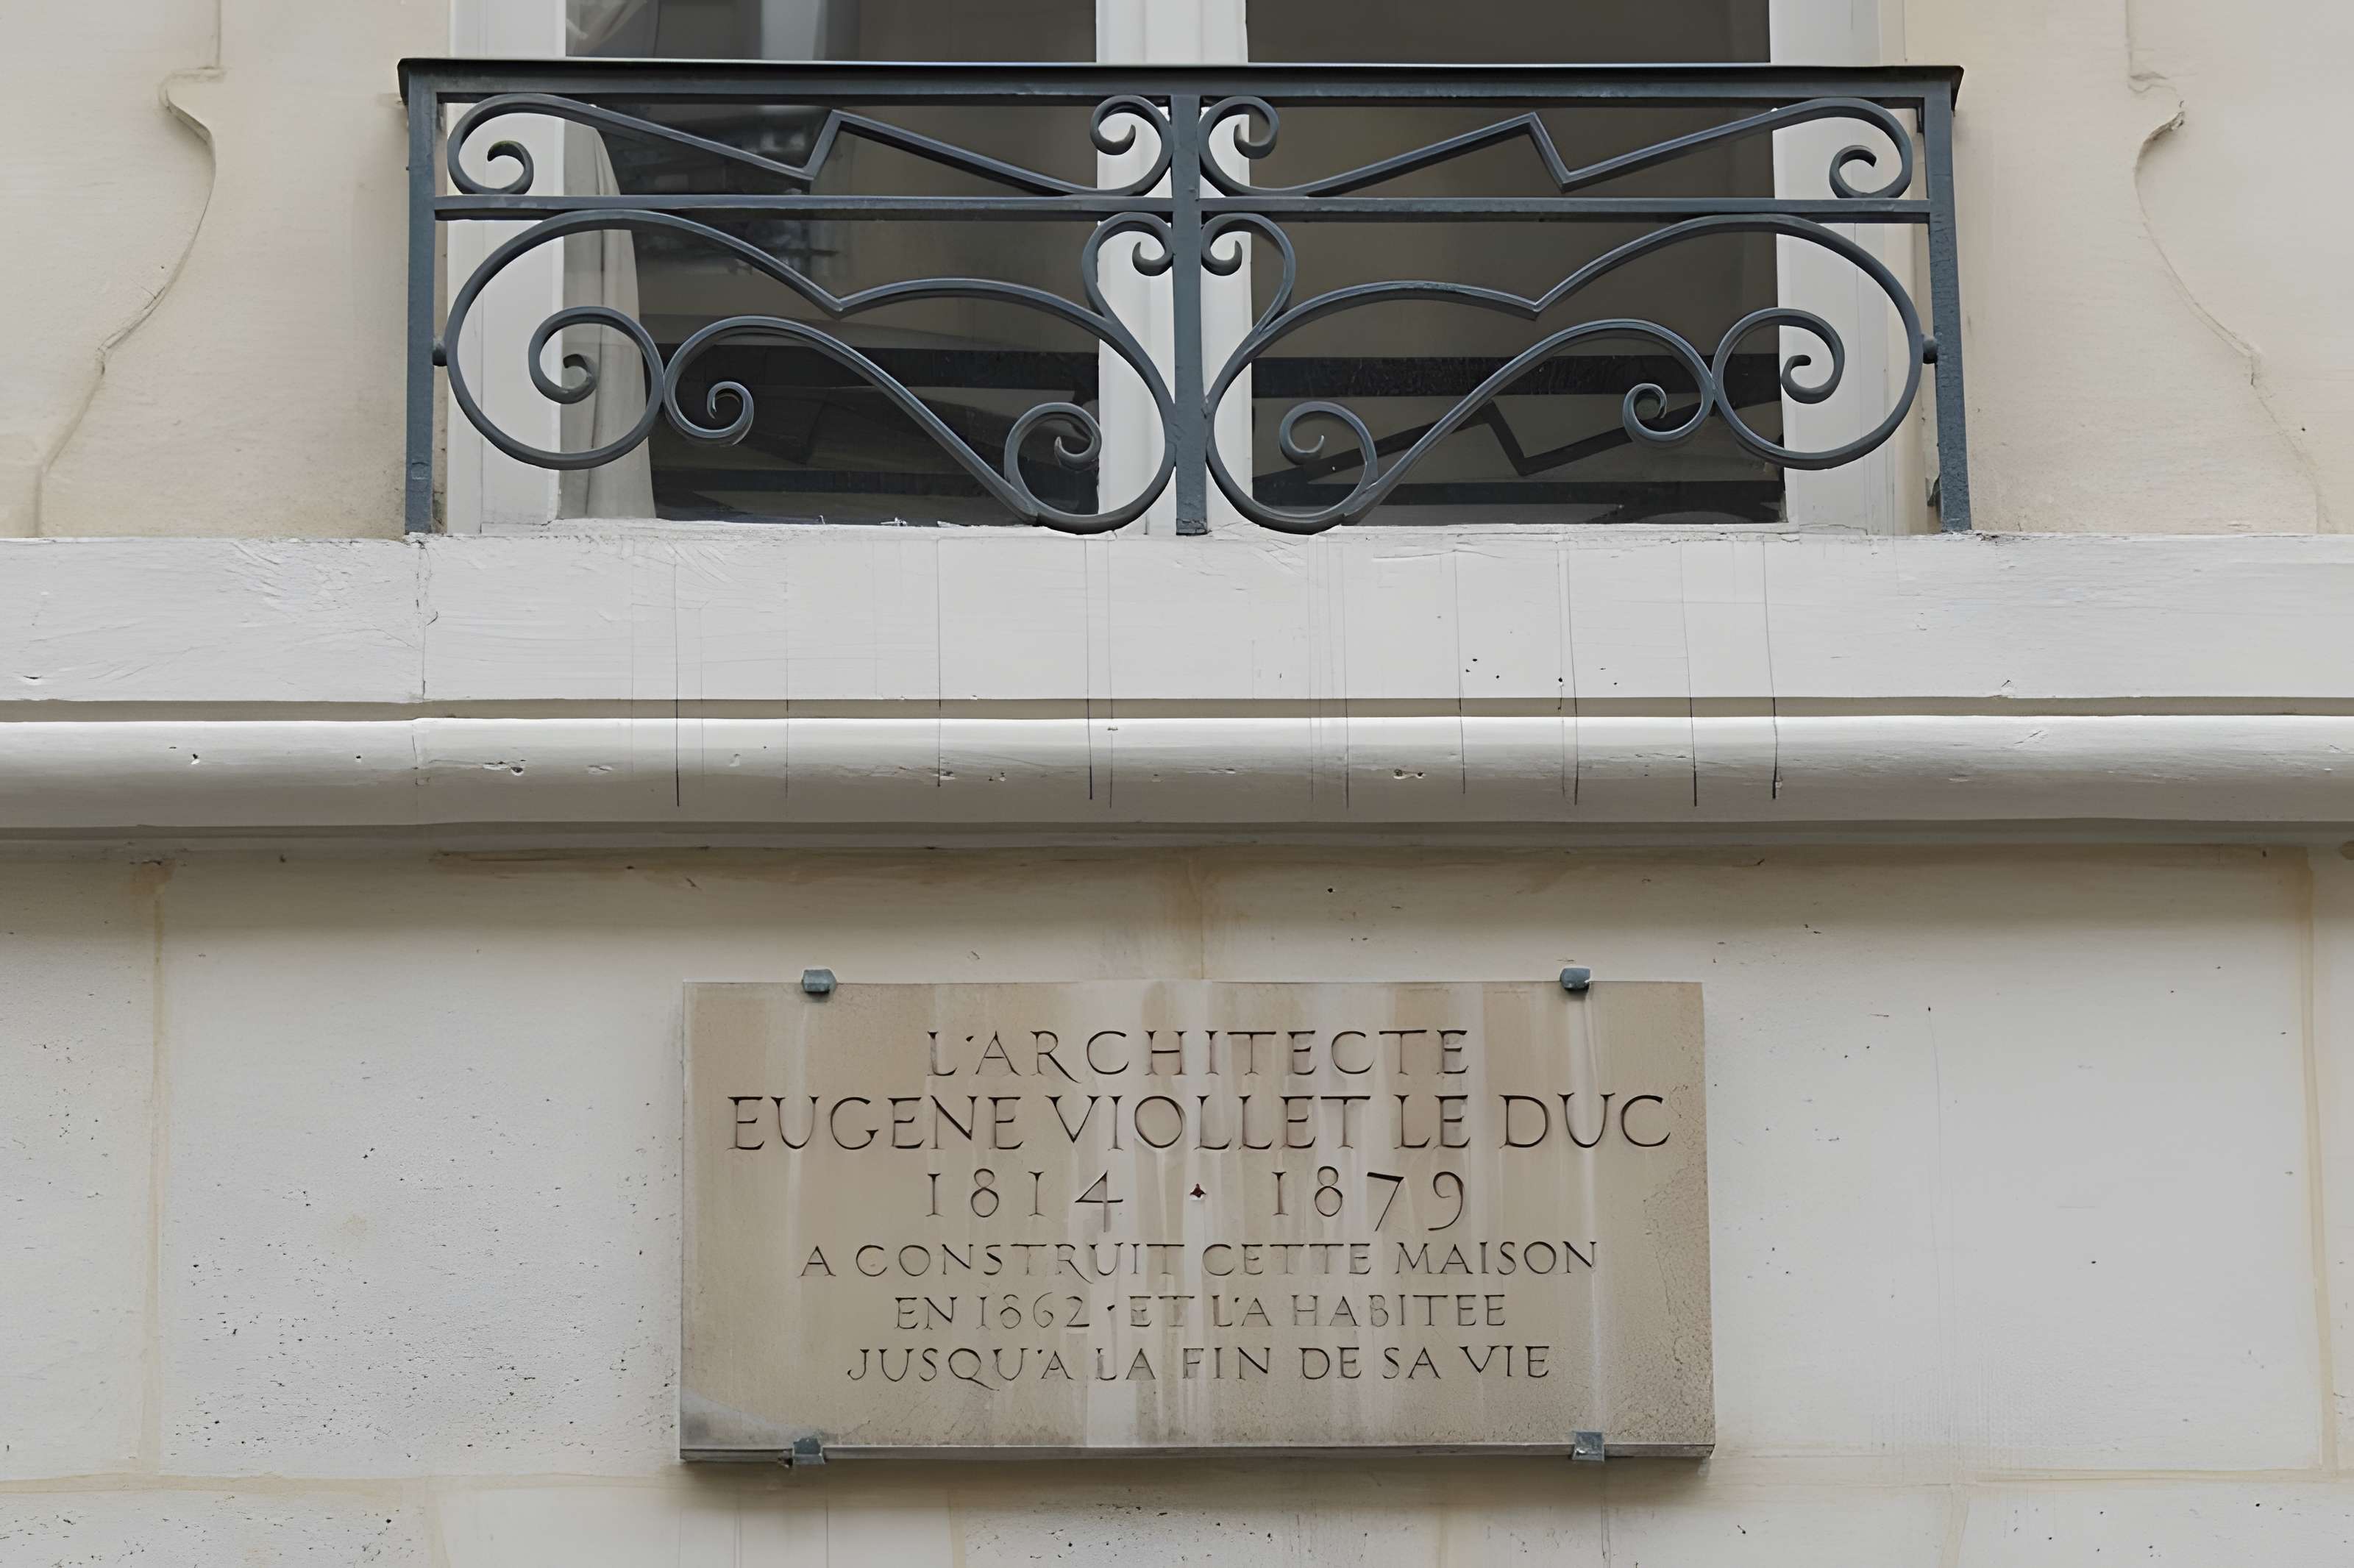 L'ARCHITECTE
EUGENE VIOLLET LE DUC
1814 • 1879
A CONSTRUIT CETTE MAISON
EN 1862 · ET L'A HABITEE
JUSQU'A LA FIN DE SA VIE